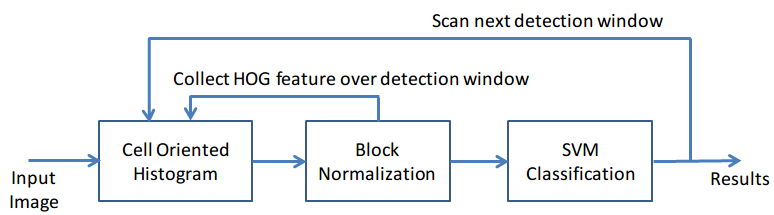 Scan next detection window
Collect HOG feature over detection window
Cell Oriented
Histogram
Block
Normalization
SVM
Classification
Input
Image
Results